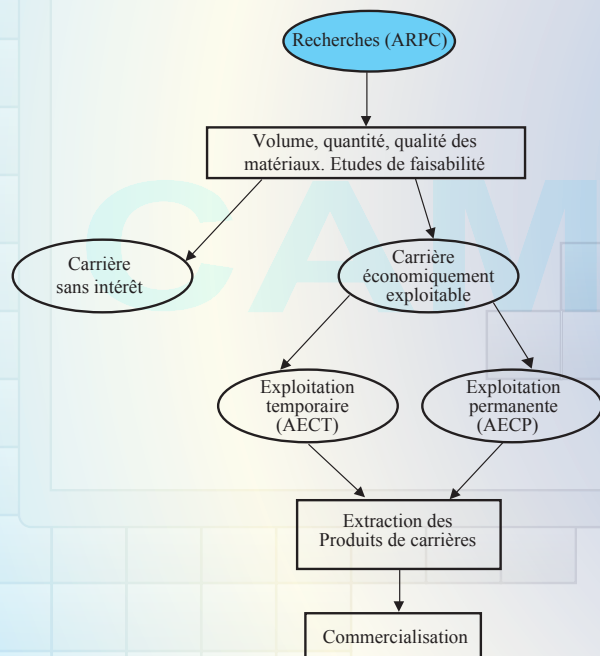 Recherches (ARPC)
Volume, quantité, qualité des
matériaux. Etudes de faisabilité
Carrière
sans intérêt
Carrière
économiquement
exploitable
Exploitation
temporaire
(AECT)
Exploitation
permanente
(AECP)
Extraction des
Produits de carrières
Commercialisation
CAM